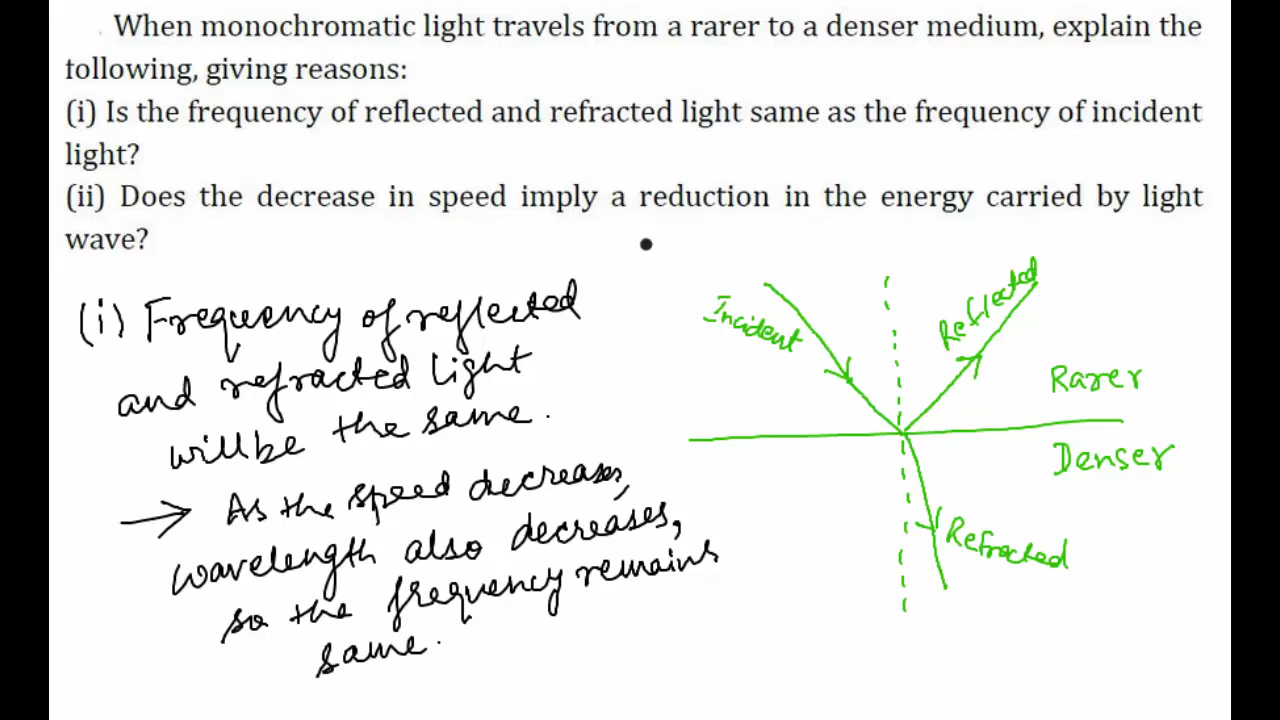 When monochromatic light travels from a rarer to a denser medium, explain the
following, giving reasons:
(i) Is the frequency of reflected and refracted light same as the frequency of incident
light?
(ii) Does the decrease in speed imply a reduction in the energy carried by light
wave?
(i) Frequency of reflected
and refracted light
will be the same.
→ As the speed decreases,
wavelength also decreases,
so the frequency remains
same.
Incident
Reflected
Rarer
Denser
Refracted